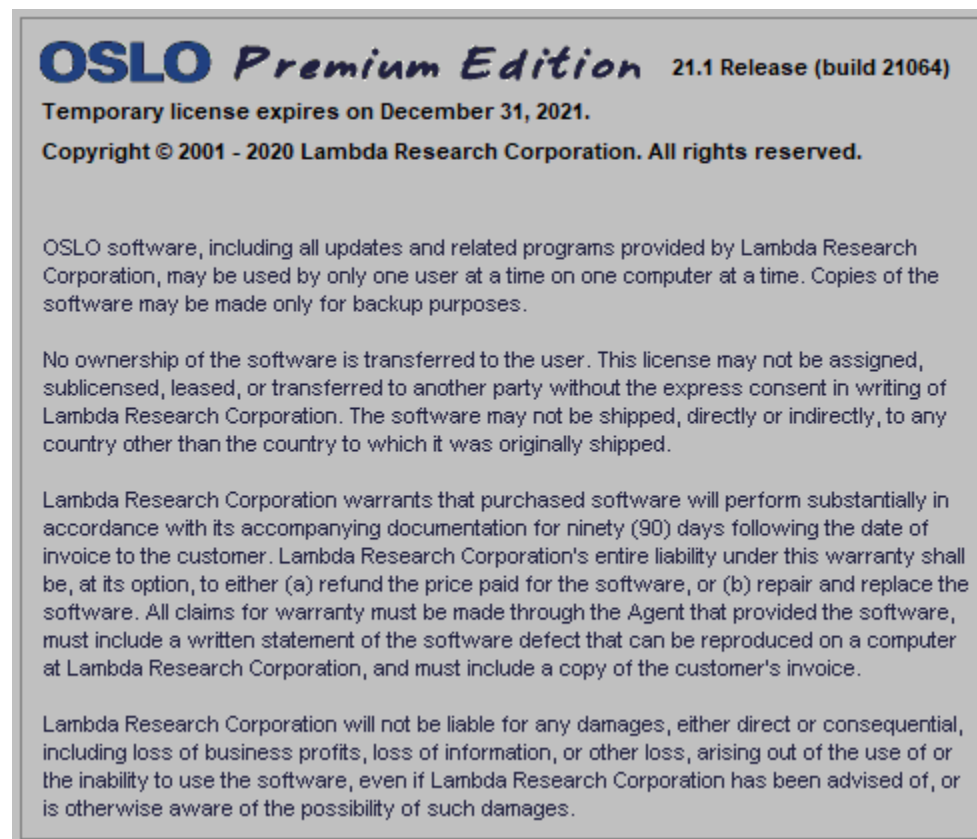 OSLO Premium Edition 21.1 Release (build 21064)
Temporary license expires on December 31, 2021.
Copyright © 2001 - 2020 Lambda Research Corporation. All rights reserved.
OSLO software, including all updates and related programs provided by Lambda Research
Corporation, may be used by only one user at a time on one computer at a time. Copies of the
software may be made only for backup purposes.
No ownership of the software is transferred to the user. This license may not be assigned,
sublicensed, leased, or transferred to another party without the express consent in writing of
Lambda Research Corporation. The software may not be shipped, directly or indirectly, to any
country other than the country to which it was originally shipped.
Lambda Research Corporation warrants that purchased software will perform substantially in
accordance with its accompanying documentation for ninety (90) days following the date of
invoice to the customer. Lambda Research Corporation's entire liability under this warranty shall
be, at its option, to either (a) refund the price paid for the software, or (b) repair and replace the
software. All claims for warranty must be made through the Agent that provided the software,
must include a written statement of the software defect that can be reproduced on a computer
at Lambda Research Corporation, and must include a copy of the customer's invoice.
Lambda Research Corporation will not be liable for any damages, either direct or consequential,
including loss of business profits, loss of information, or other loss, arising out of the use of or
the inability to use the software, even if Lambda Research Corporation has been advised of, or
is otherwise aware of the possibility of such damages.